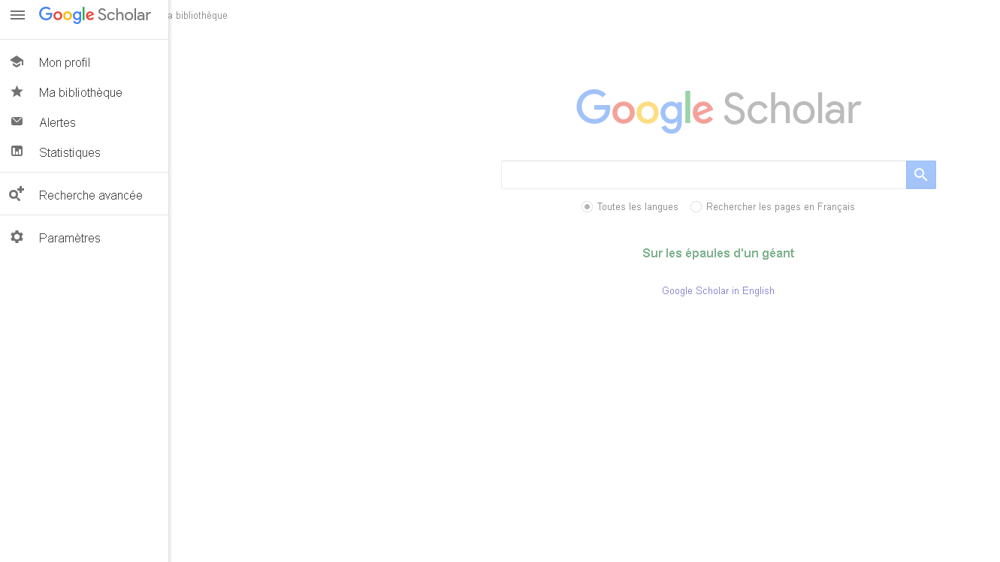 Google Scholar
a bibliothèque
Mon profil
Ma bibliothèque
Alertes
Statistiques
Recherche avancée
Paramètres
Google Scholar
Toutes les langues
Rechercher les pages en Français
Sur les épaules d'un géant
Google Scholar in English